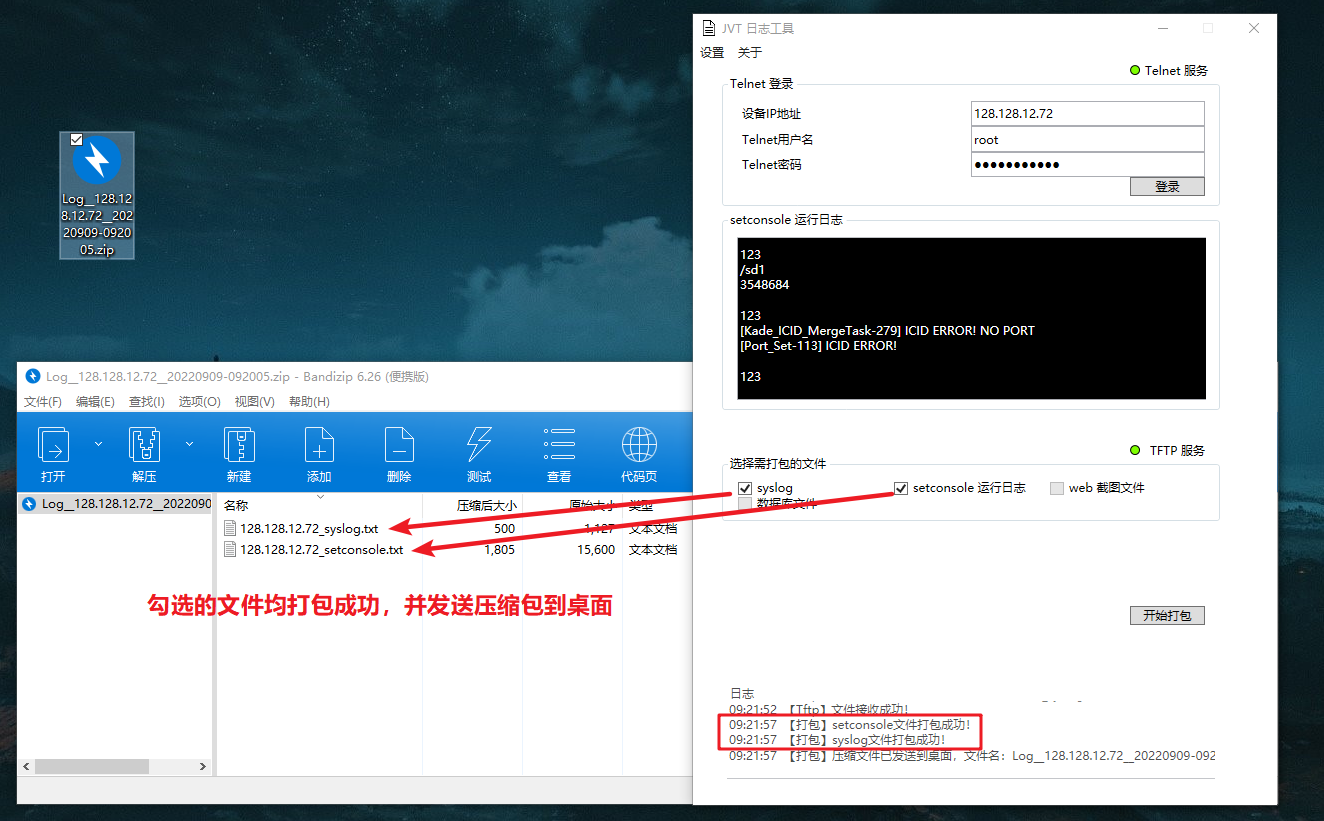 Log__128.12
8.12.72__202
20909-0920
05.zip
Log__128.128.12.72__20220909-092005.zip - Bandizip 6.26 (便携版)
文件(F) 编辑(E) 查找(I) 选项(O) 视图(V) 帮助(H)
打开 解压 新建 添加 删除 测试 查看 代码页
Log__128.128.12.72__2022090
名称 压缩后大小 原始大小 类型
128.128.12.72_syslog.txt 500 1,127 文本文档
128.128.12.72_setconsole.txt 1,805 15,600 文本文档
勾选的文件均打包成功，并发送压缩包到桌面
JVT 日志工具
设置 关于
Telnet 服务
Telnet 登录
设备IP地址 128.128.12.72
Telnet用户名 root
Telnet密码 ●●●●●●●●●●●
登录
setconsole 运行日志
123
/sd1
3548684
123
[Kade_ICID_MergeTask-279] ICID ERROR! NO PORT
[Port_Set-113] ICID ERROR!
123
TFTP 服务
选择需打包的文件
syslog setconsole 运行日志 web 截图文件
数据库文件
开始打包
日志
09:21:52 【Tftp】文件接收成功!
09:21:57 【打包】setconsole文件打包成功!
09:21:57 【打包】syslog文件打包成功!
09:21:57 【打包】压缩文件已发送到桌面，文件名：Log__128.128.12.72__20220909-092